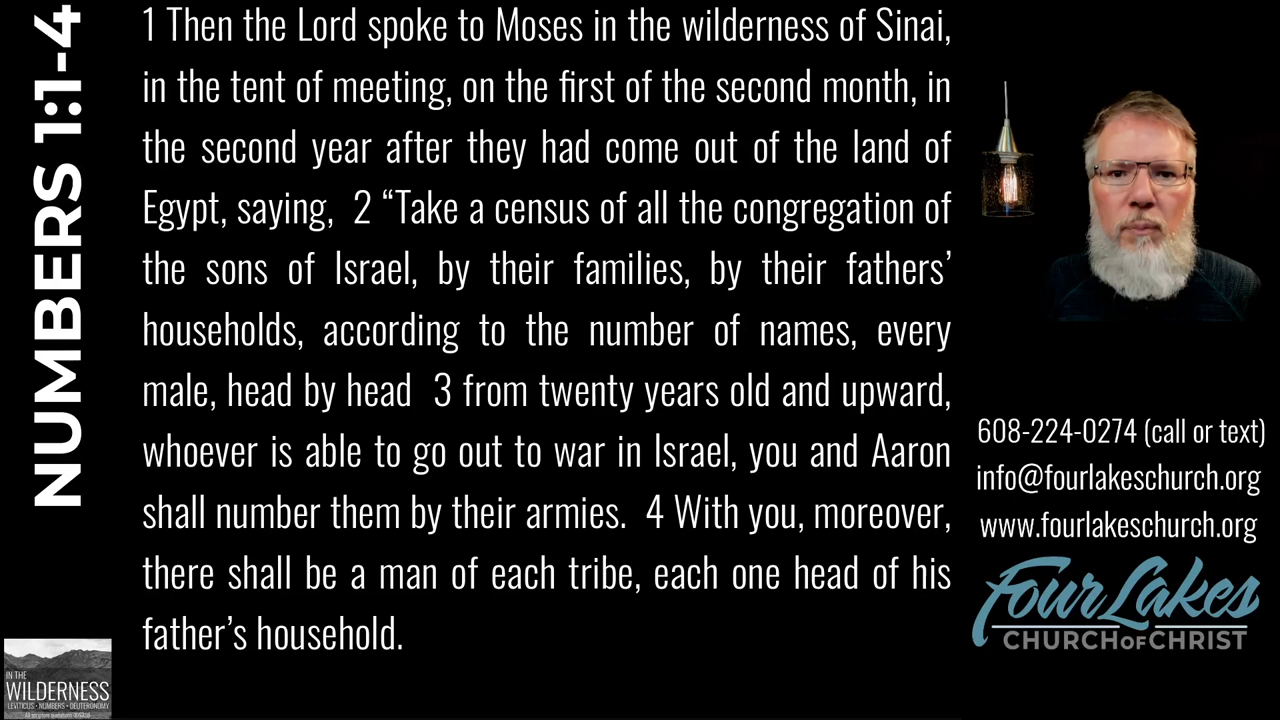 NUMBERS 1:1-4
1 Then the Lord spoke to Moses in the wilderness of Sinai,
in the tent of meeting, on the first of the second month, in
the second year after they had come out of the land of
Egypt, saying, 2 “Take a census of all the congregation of
the sons of Israel, by their families, by their fathers’
households, according to the number of names, every
male, head by head 3 from twenty years old and upward,
whoever is able to go out to war in Israel, you and Aaron
shall number them by their armies. 4 With you, moreover,
there shall be a man of each tribe, each one head of his
father’s household.
608-224-0274 (call or text)
info@fourlakeschurch.org
www.fourlakeschurch.org
Four Lakes
CHURCH OF CHRIST
IN THE
WILDERNESS
LEVITICUS • NUMBERS • DEUTERONOMY
All scripture quotations